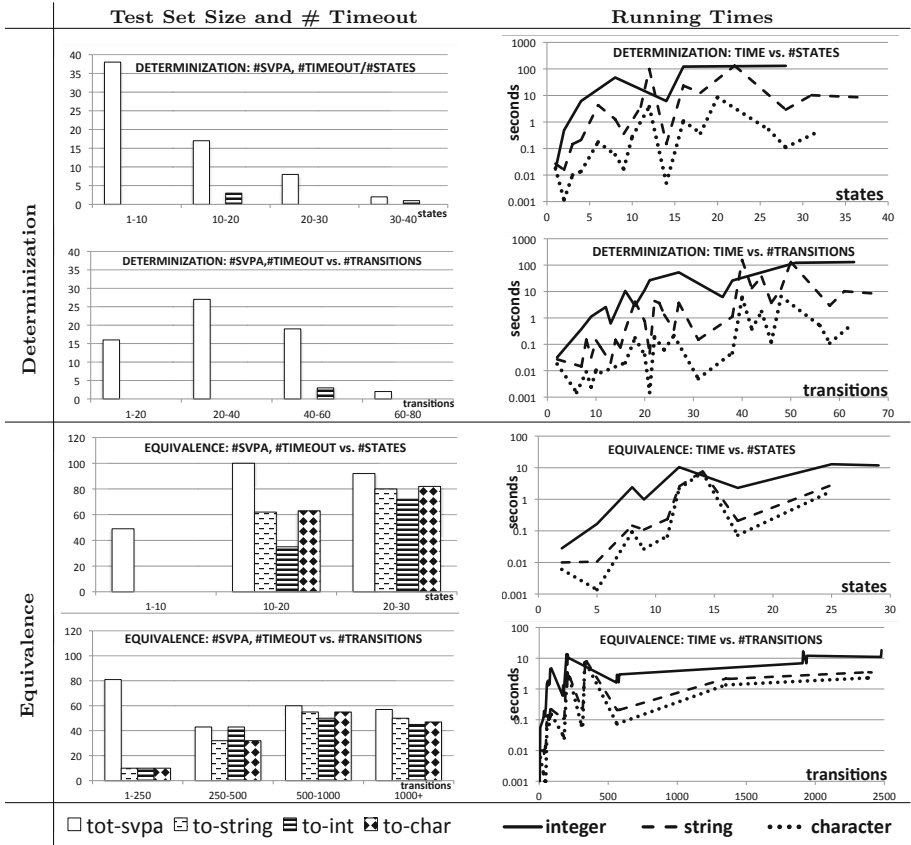 Test Set Size and # Timeout
Running Times
Determinization
DETERMINIZATION: #SVPA, #TIMEOUT/#STATES
40
35
30
25
20
15
10
5
0
1-10 10-20 20-30 30-40
states
DETERMINIZATION: TIME vs. #STATES
seconds
1000
100
10
1
0.1
0.01
0.001
0 5 10 15 20 25 30 35 40
states
DETERMINIZATION: #SVPA,#TIMEOUT vs. #TRANSITIONS
40
35
30
25
20
15
10
5
0
1-20 20-40 40-60 60-80
transitions
DETERMINIZATION: TIME vs. #TRANSITIONS
seconds
1000
100
10
1
0.1
0.01
0.001
0 10 20 30 40 50 60 70
transitions
Equivalence
EQUIVALENCE: #SVPA, #TIMEOUT vs. #STATES
120
100
80
60
40
20
0
1-10 10-20 20-30
states
EQUIVALENCE: TIME vs. #STATES
seconds
100
10
1
0.1
0.01
0.001
0 5 10 15 20 25 30
states
EQUIVALENCE: #SVPA, #TIMEOUT vs. #TRANSITIONS
120
100
80
60
40
20
0
1-250 250-500 500-1000 1000+
transitions
EQUIVALENCE: TIME vs. #TRANSITIONS
seconds
100
10
1
0.1
0.01
0.001
0 500 1000 1500 2000 2500
transitions
tot-svpa to-string to-int to-char
integer string character